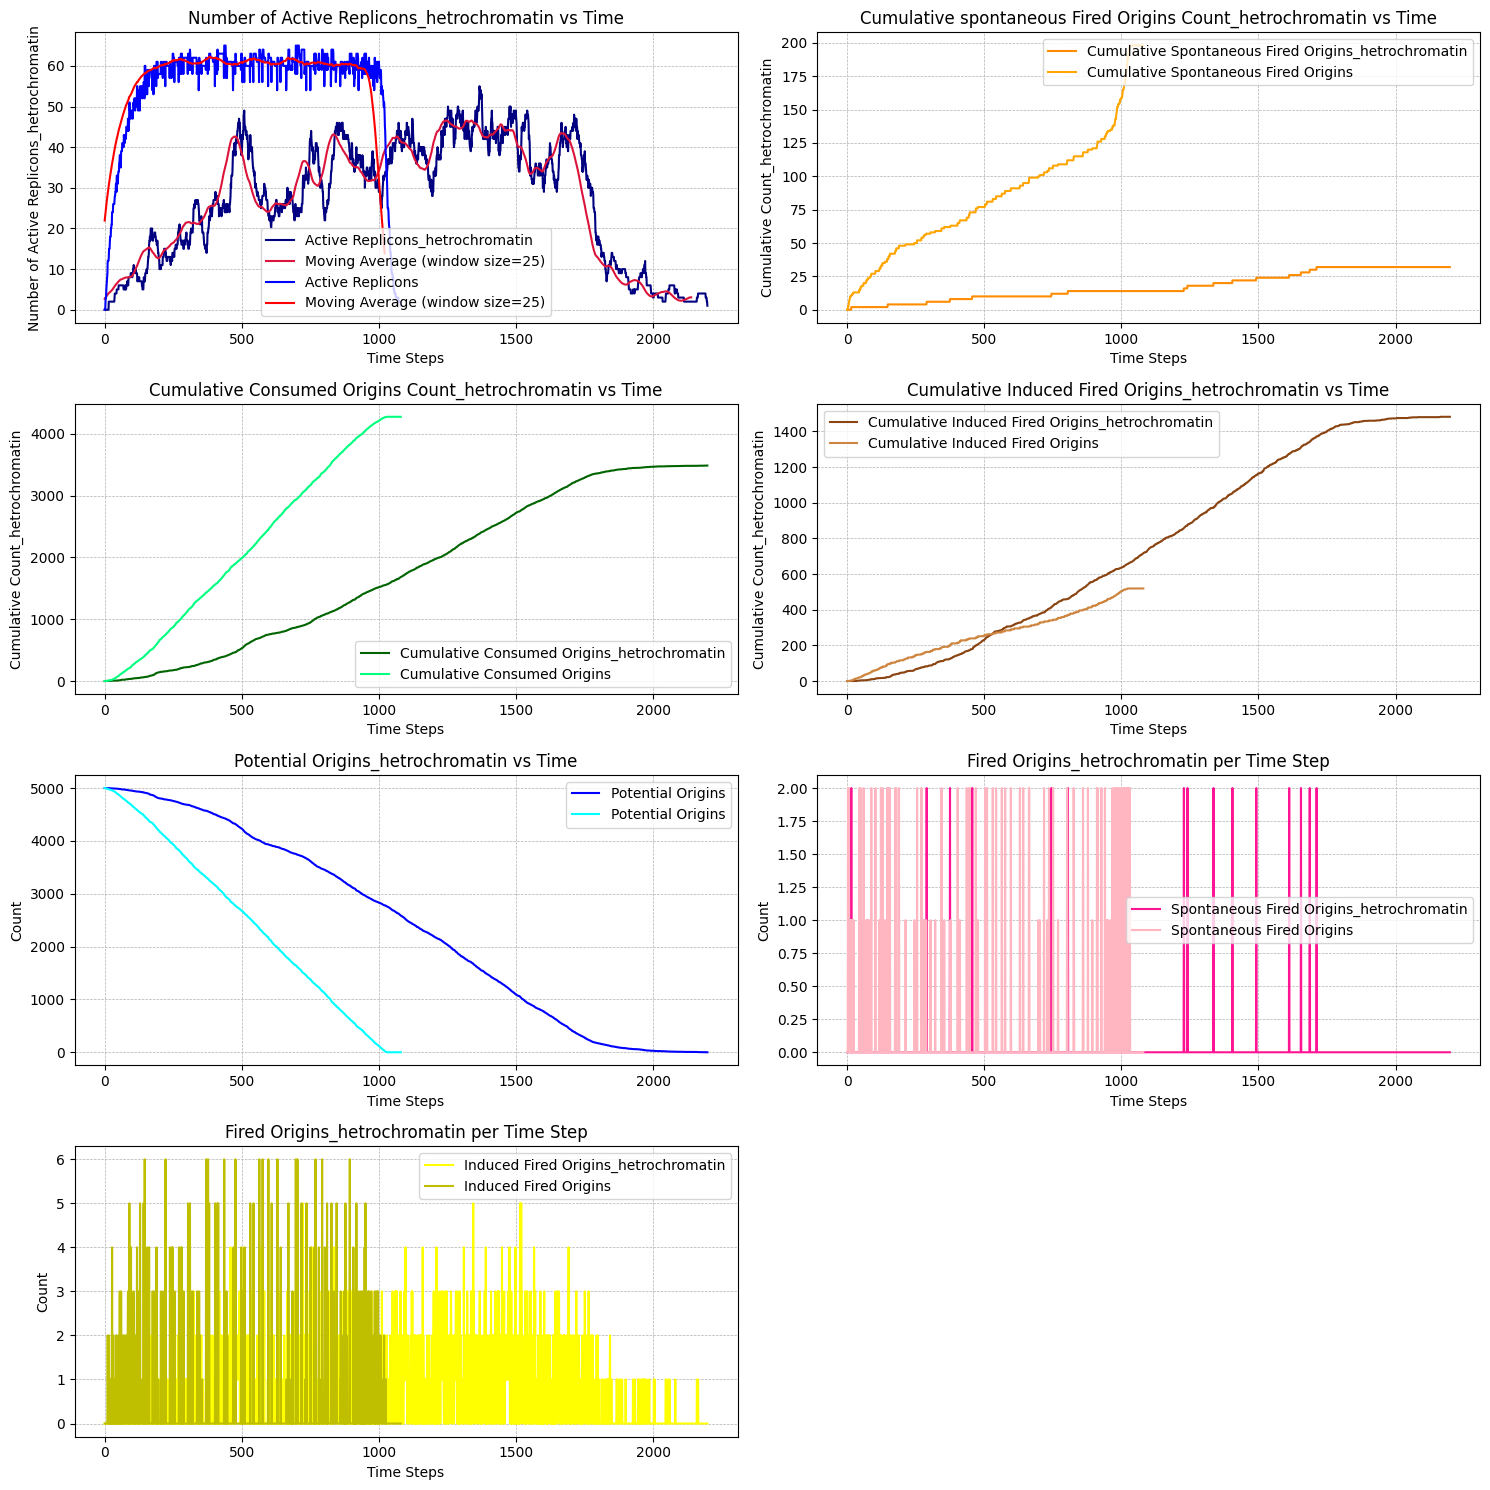 Number of Active Replicons_hetrochromatin vs Time
Number of Active Replicons_hetrochromatin
60
50
40
30
20
10
0
Active Replicons_hetrochromatin
Moving Average (window size=25)
Active Replicons
Moving Average (window size=25)
0 500 1000 1500 2000
Time Steps
Cumulative spontaneous Fired Origins Count_hetrochromatin vs Time
Cumulative Count_hetrochromatin
200
175
150
125
100
75
50
25
0
Cumulative Spontaneous Fired Origins_hetrochromatin
Cumulative Spontaneous Fired Origins
0 500 1000 1500 2000
Time Steps
Cumulative Consumed Origins Count_hetrochromatin vs Time
Cumulative Count_hetrochromatin
4000
3000
2000
1000
0
Cumulative Consumed Origins_hetrochromatin
Cumulative Consumed Origins
0 500 1000 1500 2000
Time Steps
Cumulative Induced Fired Origins_hetrochromatin vs Time
Cumulative Count_hetrochromatin
1400
1200
1000
800
600
400
200
0
Cumulative Induced Fired Origins_hetrochromatin
Cumulative Induced Fired Origins
0 500 1000 1500 2000
Time Steps
Potential Origins_hetrochromatin vs Time
Count
5000
4000
3000
2000
1000
0
Potential Origins
Potential Origins
0 500 1000 1500 2000
Time Steps
Fired Origins_hetrochromatin per Time Step
Count
2.00
1.75
1.50
1.25
1.00
0.75
0.50
0.25
0.00
Spontaneous Fired Origins_hetrochromatin
Spontaneous Fired Origins
0 500 1000 1500 2000
Time Steps
Fired Origins_hetrochromatin per Time Step
Count
6
5
4
3
2
1
0
Induced Fired Origins_hetrochromatin
Induced Fired Origins
0 500 1000 1500 2000
Time Steps